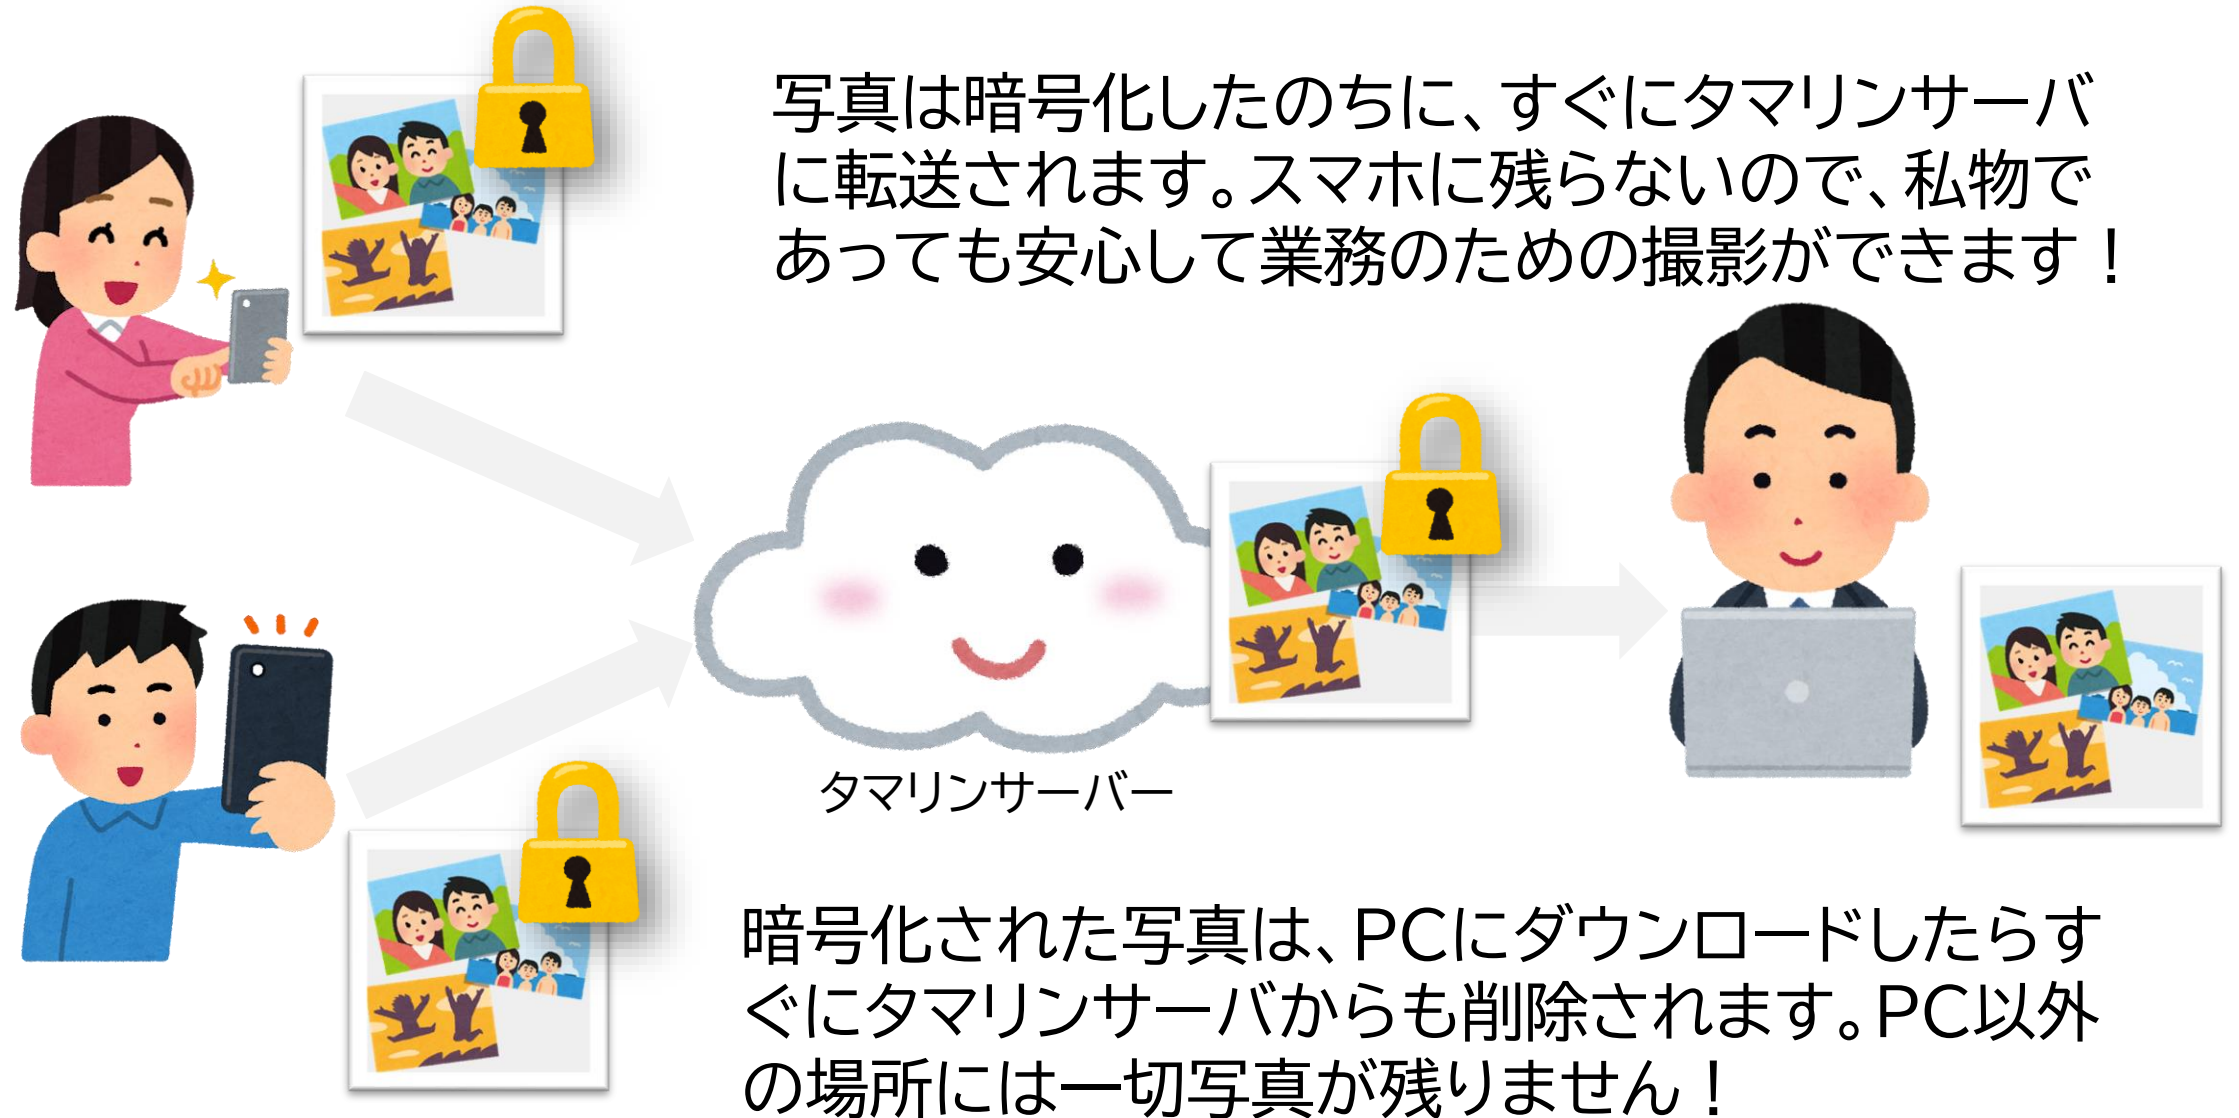 写真は暗号化したのちに、すぐにタマリンサーバ
に転送されます。スマホに残らないので、私物で
あっても安心して業務のための撮影ができます！
タマリンサーバー
暗号化された写真は、PCにダウンロードしたらす
ぐにタマリンサーバからも削除されます。PC以外
の場所には一切写真が残りません！